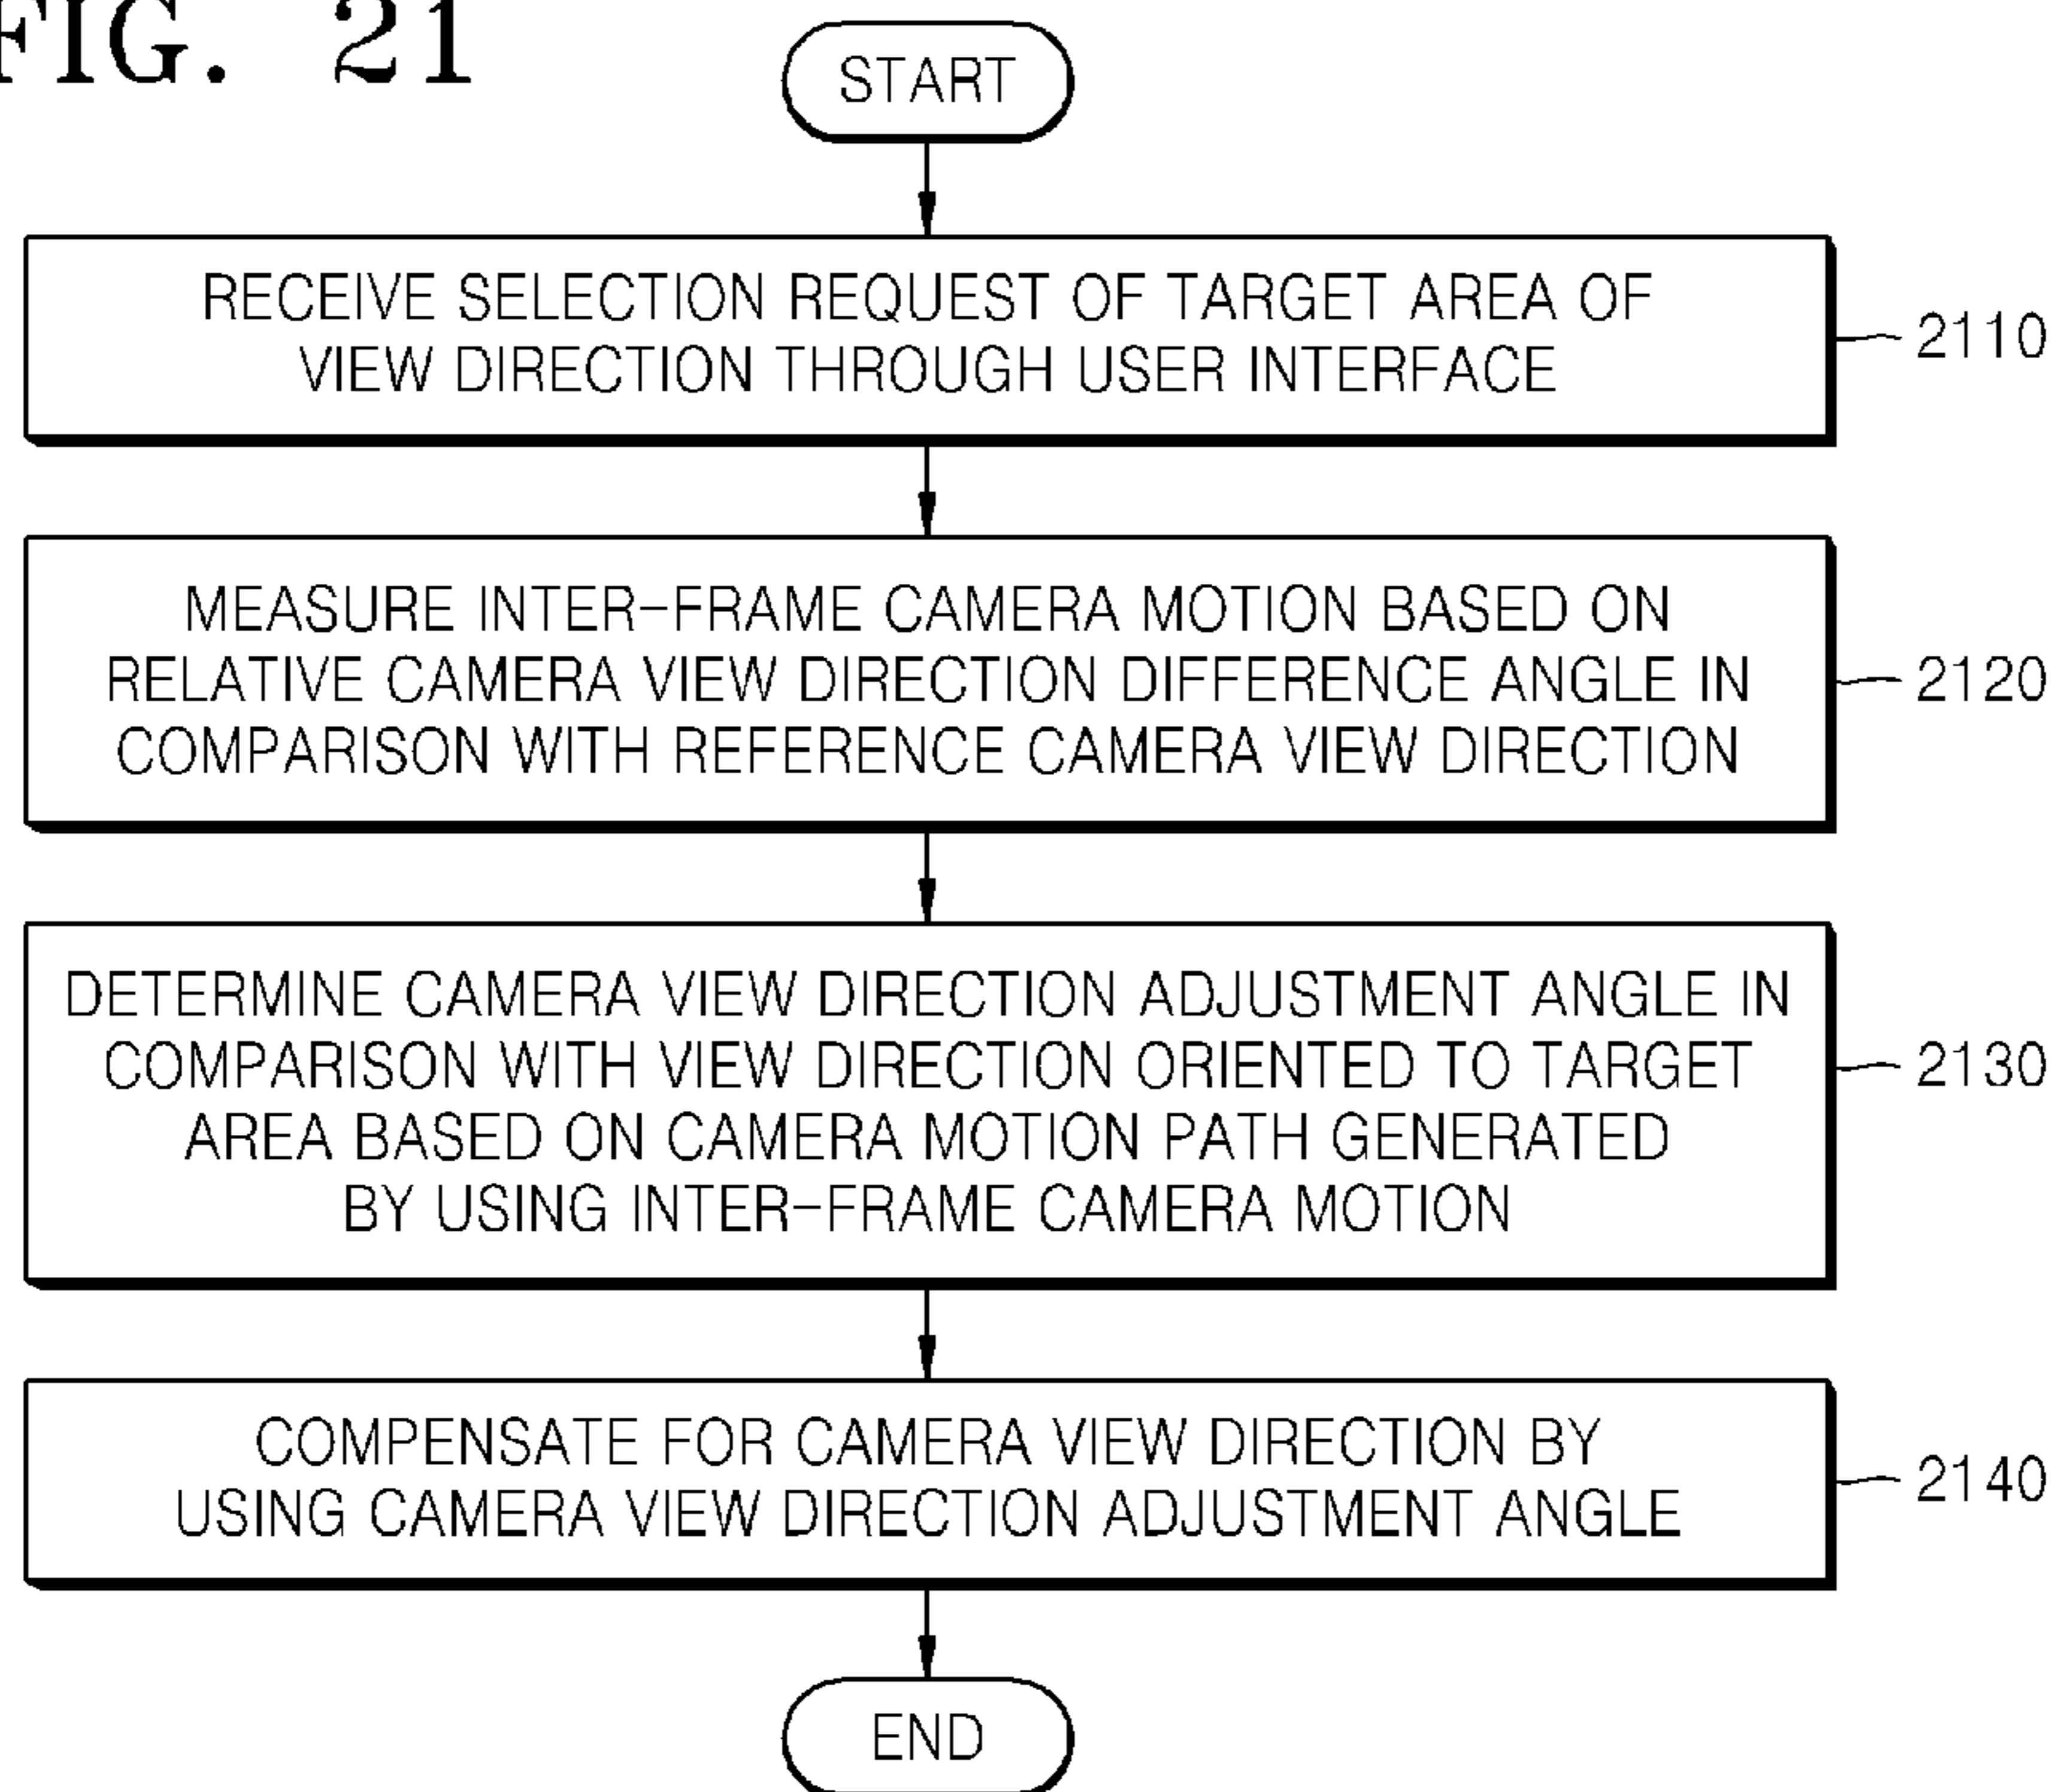 FIG. 21
START
RECEIVE SELECTION REQUEST OF TARGET AREA OF
VIEW DIRECTION THROUGH USER INTERFACE
2110
MEASURE INTER-FRAME CAMERA MOTION BASED ON
RELATIVE CAMERA VIEW DIRECTION DIFFERENCE ANGLE IN
COMPARISON WITH REFERENCE CAMERA VIEW DIRECTION
2120
DETERMINE CAMERA VIEW DIRECTION ADJUSTMENT ANGLE IN
COMPARISON WITH VIEW DIRECTION ORIENTED TO TARGET
AREA BASED ON CAMERA MOTION PATH GENERATED
BY USING INTER-FRAME CAMERA MOTION
2130
COMPENSATE FOR CAMERA VIEW DIRECTION BY
USING CAMERA VIEW DIRECTION ADJUSTMENT ANGLE
2140
END